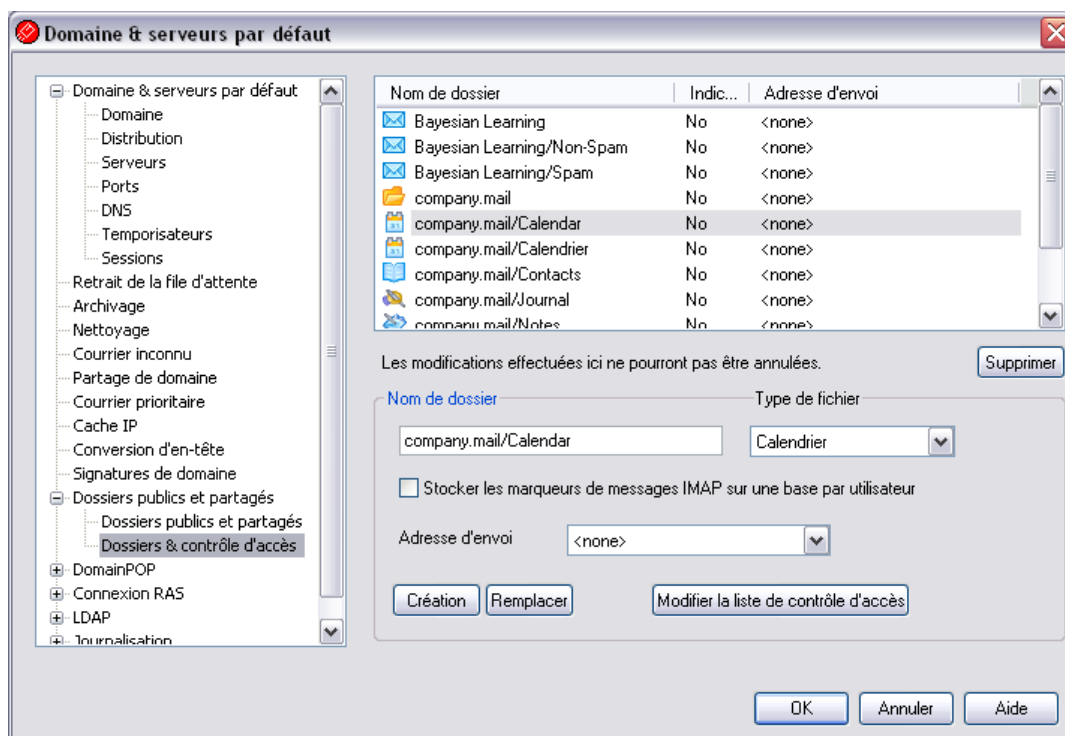 Domaine & serveurs par défaut
Domaine & serveurs par défaut
Domaine
Distribution
Serveurs
Ports
DNS
Temporisateurs
Sessions
Retrait de la file d'attente
Archivage
Nettoyage
Courrier inconnu
Partage de domaine
Courrier prioritaire
Cache IP
Conversion d'en-tête
Signatures de domaine
Dossiers publics et partagés
Dossiers publics et partagés
Dossiers & contrôle d'accès
DomainPOP
Connexion RAS
LDAP
Journalisation
Nom de dossier Indic... Adresse d'envoi
Bayesian Learning No <none>
Bayesian Learning/Non-Spam No <none>
Bayesian Learning/Spam No <none>
company.mail No <none>
company.mail/Calendar No <none>
company.mail/Calendrier No <none>
company.mail/Contacts No <none>
company.mail/Journal No <none>
company.mail/Notes No <none>
Les modifications effectuées ici ne pourront pas être annulées. Supprimer
Nom de dossier Type de fichier
company.mail/Calendar Calendrier
Stocker les marqueurs de messages IMAP sur une base par utilisateur
Adresse d'envoi <none>
Création Remplacer Modifier la liste de contrôle d'accès
OK Annuler Aide